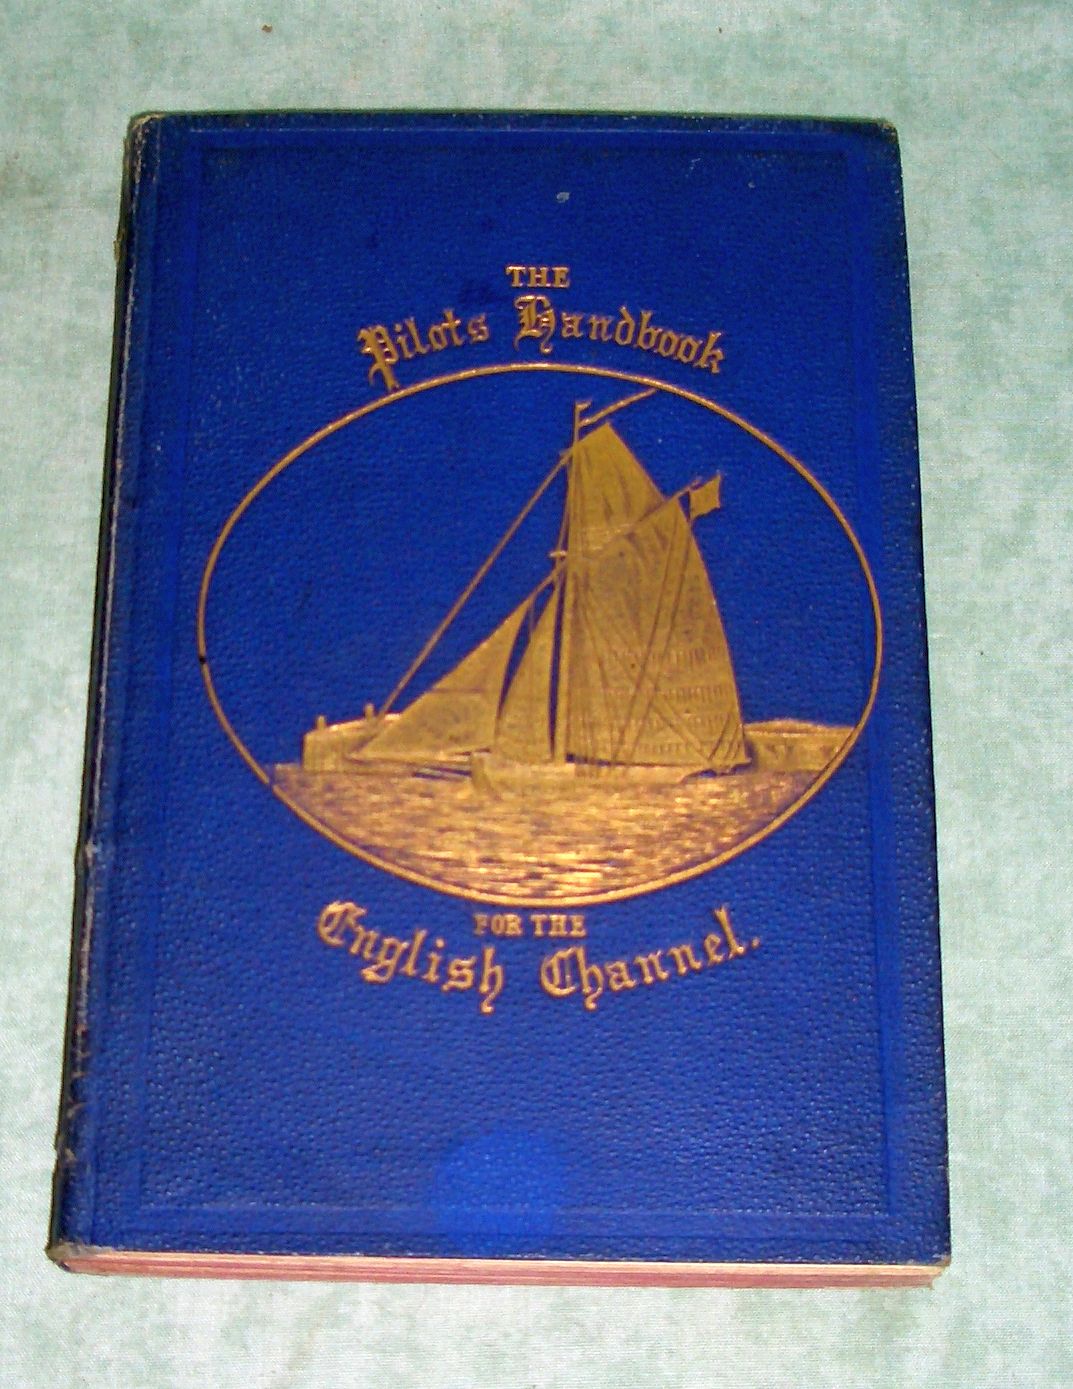 THE
Pilots Handbook
FOR THE
English Channel.